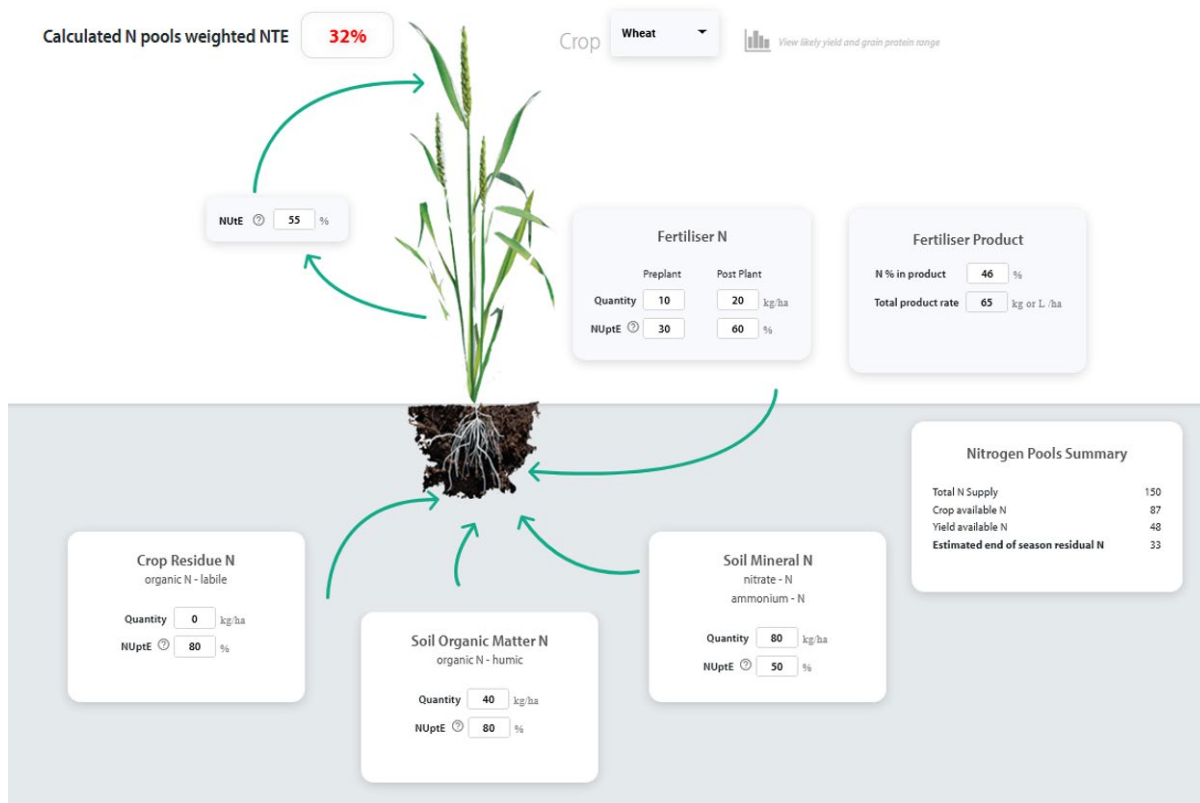 Calculated N pools weighted NTE 32%
Crop Wheat
View likely yield and grain protein range
NUtE ? 55 %
Fertiliser N
Preplant Post Plant
Quantity 10 20 kg/ha
NUptE ? 30 60 %
Fertiliser Product
N % in product 46 %
Total product rate 65 kg or L /ha
Nitrogen Pools Summary
Total N Supply 150
Crop available N 87
Yield available N 48
Estimated end of season residual N 33
Crop Residue N
organic N - labile
Quantity 0 kg/ha
NUptE ? 80 %
Soil Organic Matter N
organic N - humic
Quantity 40 kg/ha
NUptE ? 80 %
Soil Mineral N
nitrate - N
ammonium - N
Quantity 80 kg/ha
NUptE ? 50 %